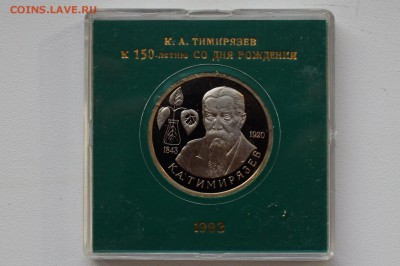 COINS.LAVE.RU
К. А. ТИМИРЯЗЕВ
К 150-летию СО ДНЯ РОЖДЕНИЯ
1843
1920
К.А.ТИМИРЯЗЕВ
1993